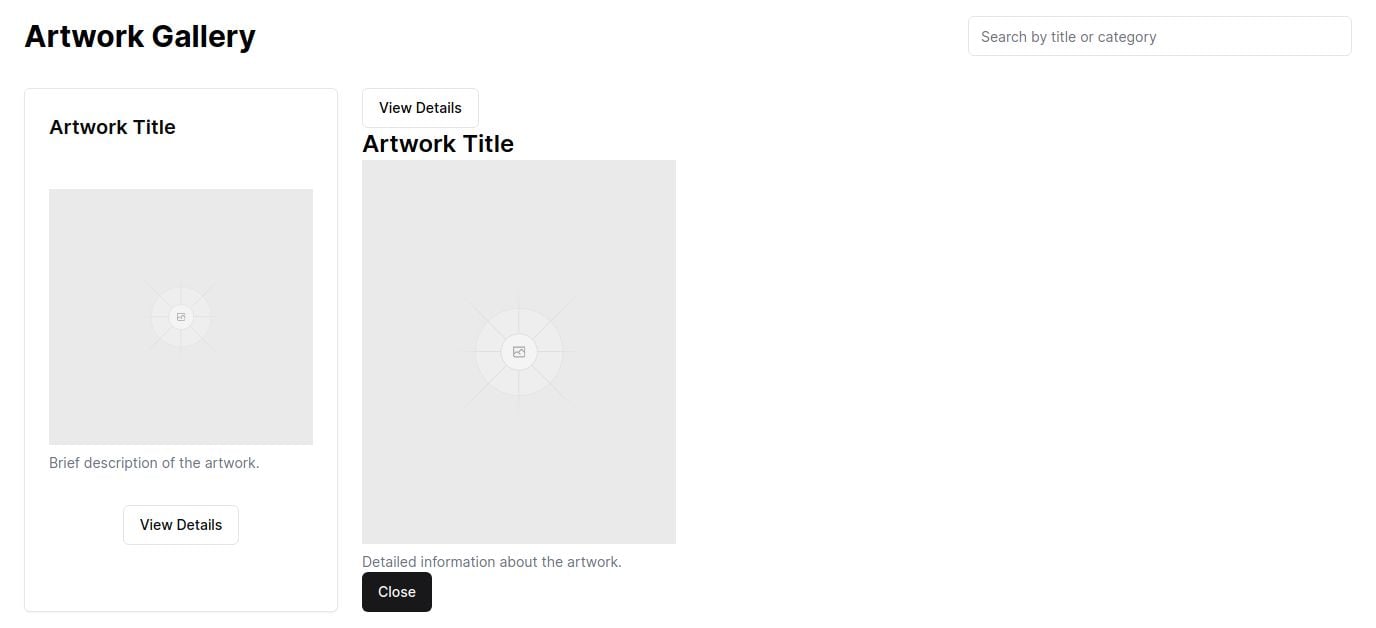 Artwork Gallery
Search by title or category
Artwork Title
Brief description of the artwork.
View Details
View Details
Artwork Title
Detailed information about the artwork.
Close